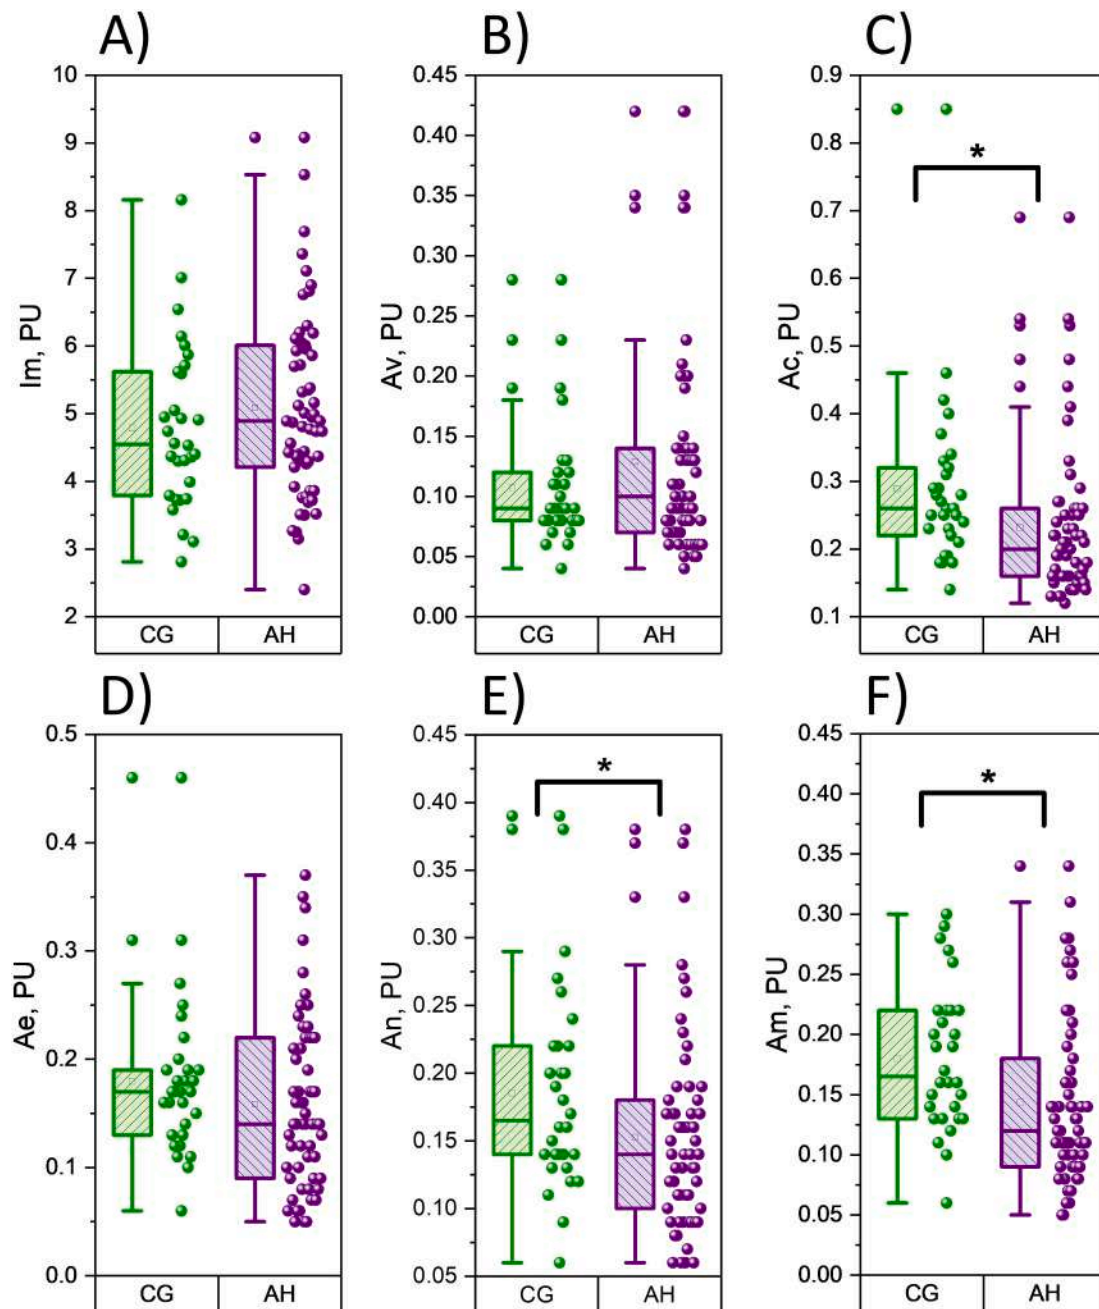 A)
B)
C)
Im, PU
10
9
8
7
6
5
4
3
2
CG
AH
Av, PU
0.45
0.40
0.35
0.30
0.25
0.20
0.15
0.10
0.05
0.00
CG
AH
Ac, PU
0.9
0.8
0.7
0.6
0.5
0.4
0.3
0.2
0.1
*
CG
AH
D)
E)
F)
Ae, PU
0.5
0.4
0.3
0.2
0.1
0.0
CG
AH
An, PU
0.45
0.40
0.35
0.30
0.25
0.20
0.15
0.10
0.05
*
CG
AH
Am, PU
0.45
0.40
0.35
0.30
0.25
0.20
0.15
0.10
0.05
0.00
*
CG
AH